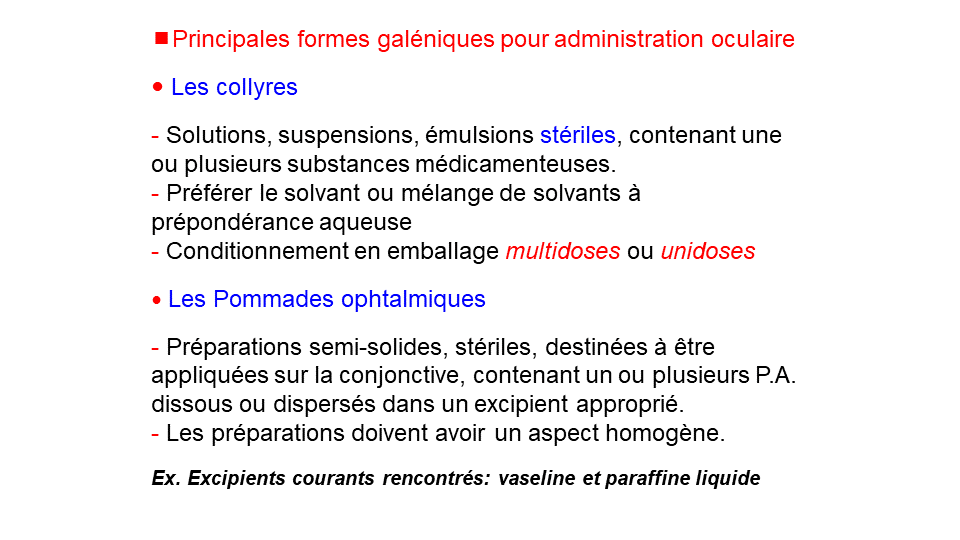 ■Principales formes galéniques pour administration oculaire
• Les collyres
- Solutions, suspensions, émulsions stériles, contenant une
ou plusieurs substances médicamenteuses.
- Préférer le solvant ou mélange de solvants à
prépondérance aqueuse
- Conditionnement en emballage multidoses ou unidoses
• Les Pommades ophtalmiques
- Préparations semi-solides, stériles, destinées à être
appliquées sur la conjonctive, contenant un ou plusieurs P.A.
dissous ou dispersés dans un excipient approprié.
- Les préparations doivent avoir un aspect homogène.
Ex. Excipients courants rencontrés: vaseline et paraffine liquide